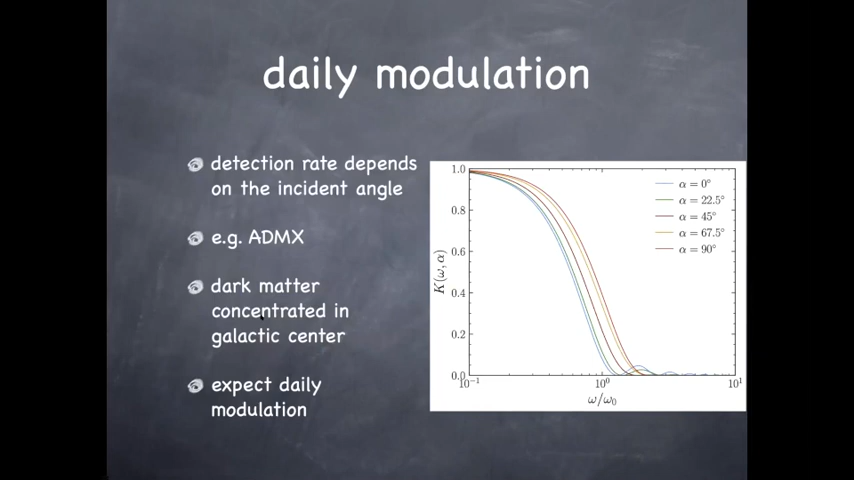 daily modulation
detection rate depends
on the incident angle
e.g. ADMX
dark matter
concentrated in
galactic center
expect daily
modulation
1.0
0.8
0.6
0.4
0.2
0.0
K(ω, α)
α = 0°
α = 22.5°
α = 45°
α = 67.5°
α = 90°
10⁻¹
10⁰
10¹
ω/ω₀